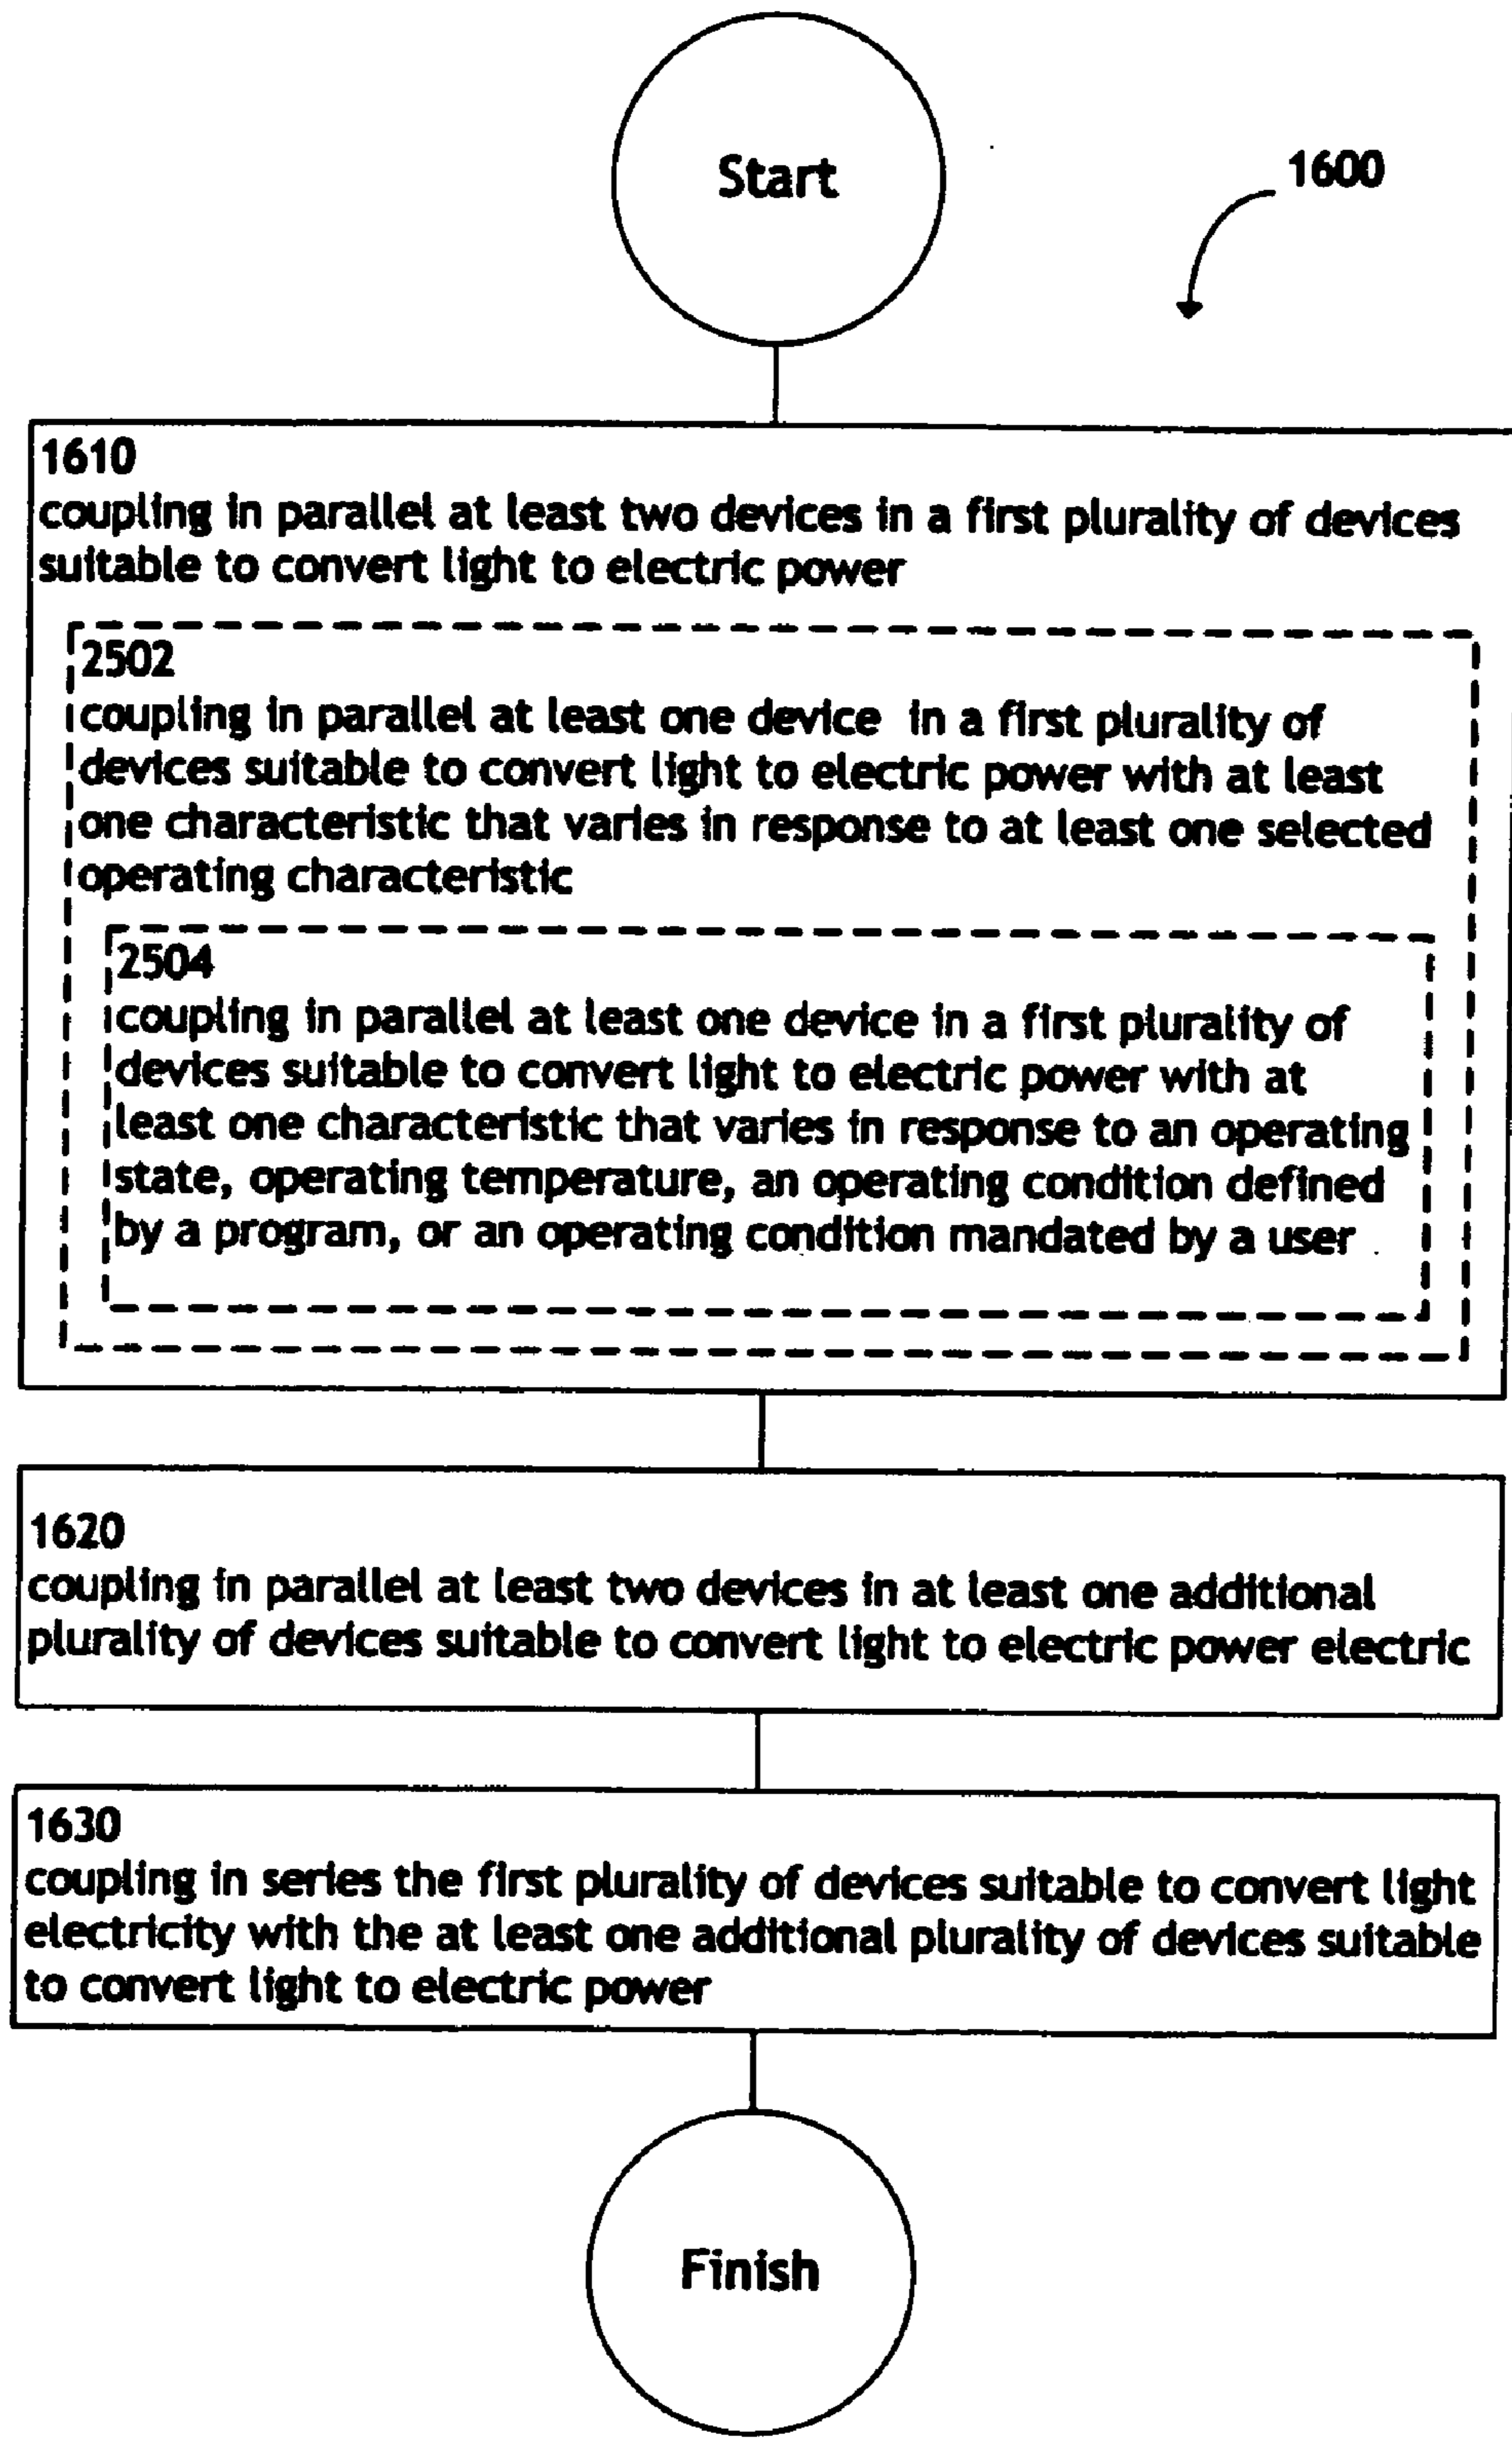 Start
1600
1610
coupling in parallel at least two devices in a first plurality of devices
suitable to convert light to electric power
2502
coupling in parallel at least one device in a first plurality of
devices suitable to convert light to electric power with at least
one characteristic that varies in response to at least one selected
operating characteristic
2504
coupling in parallel at least one device in a first plurality of
devices suitable to convert light to electric power with at
least one characteristic that varies in response to an operating
state, operating temperature, an operating condition defined
by a program, or an operating condition mandated by a user
1620
coupling in parallel at least two devices in at least one additional
plurality of devices suitable to convert light to electric power electric
1630
coupling in series the first plurality of devices suitable to convert light
electricity with the at least one additional plurality of devices suitable
to convert light to electric power
Finish